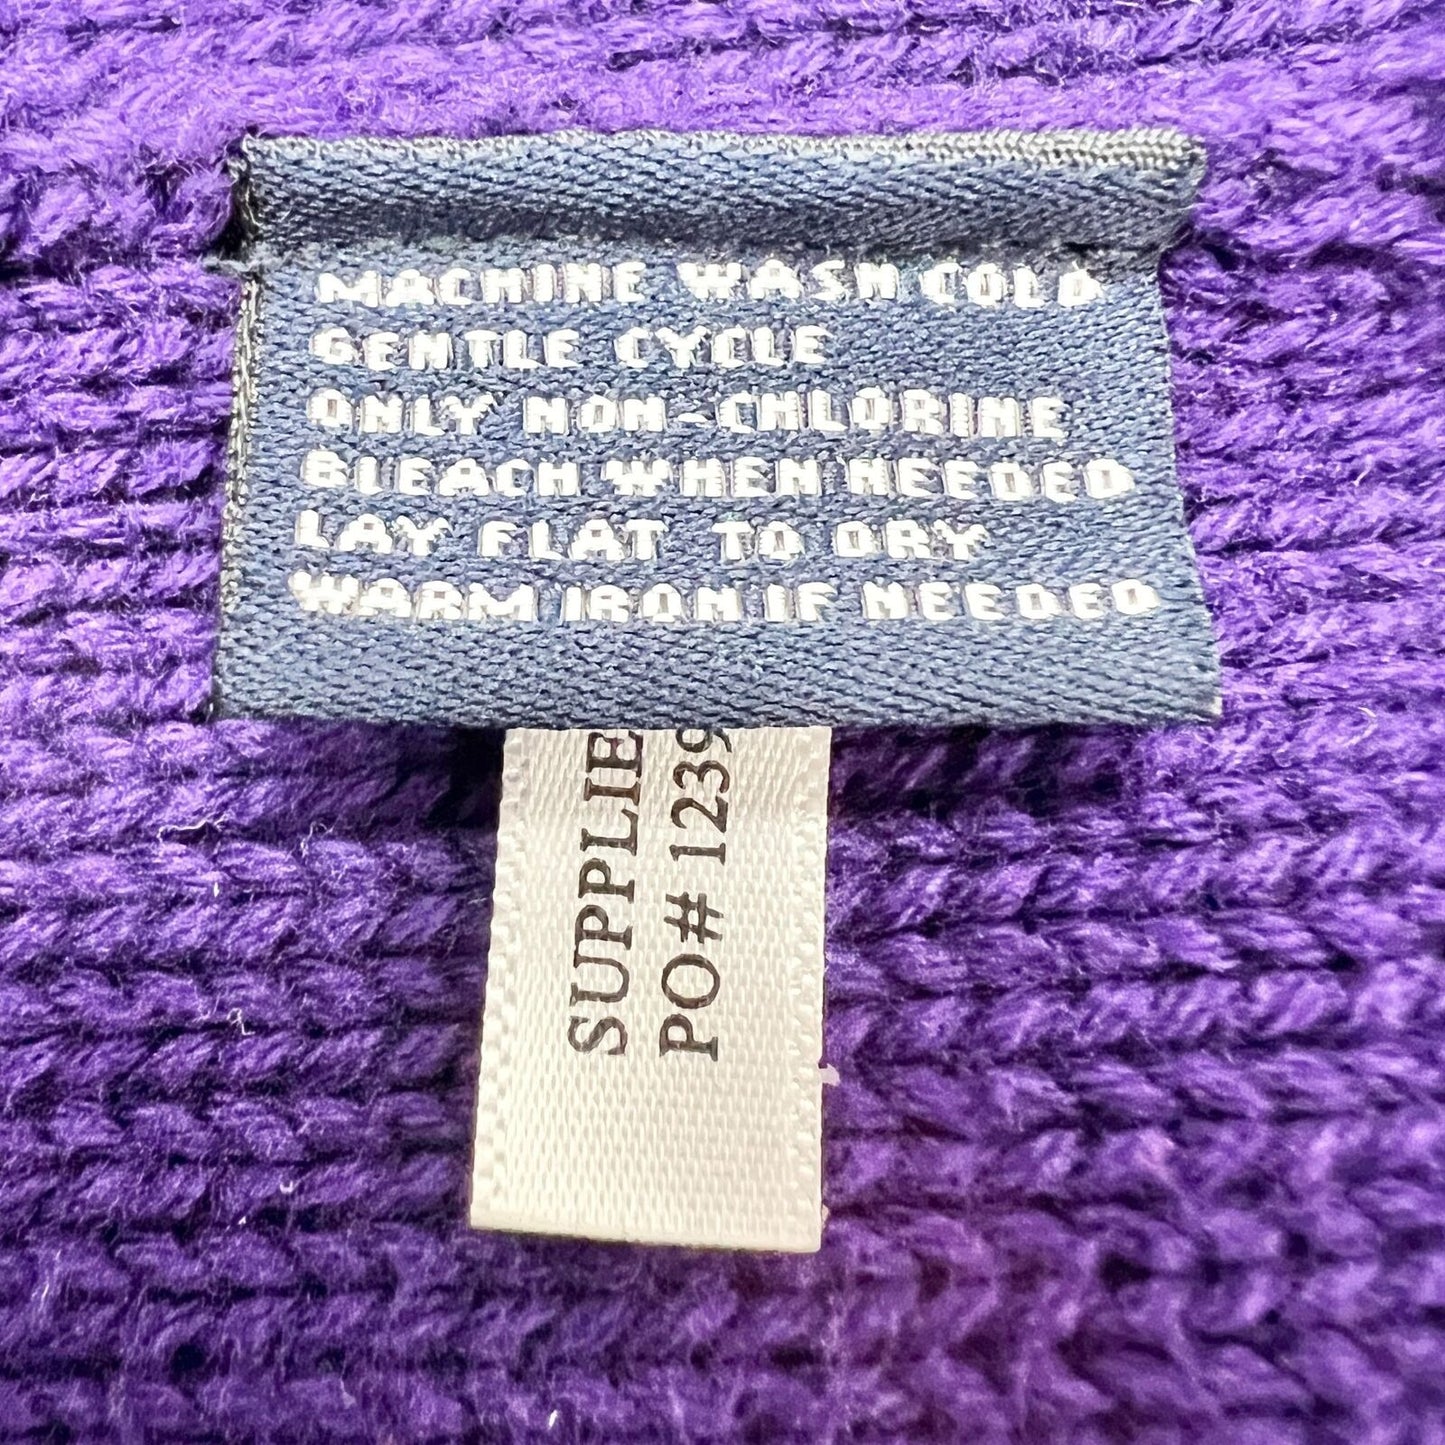 MACHINE WASH COLD
GENTLE CYCLE
ONLY NON-CHLORINE
BLEACH WHEN NEEDED
LAY FLAT TO DRY
WARM IRON IF NEEDED
SUPPLIE
PO# 1239